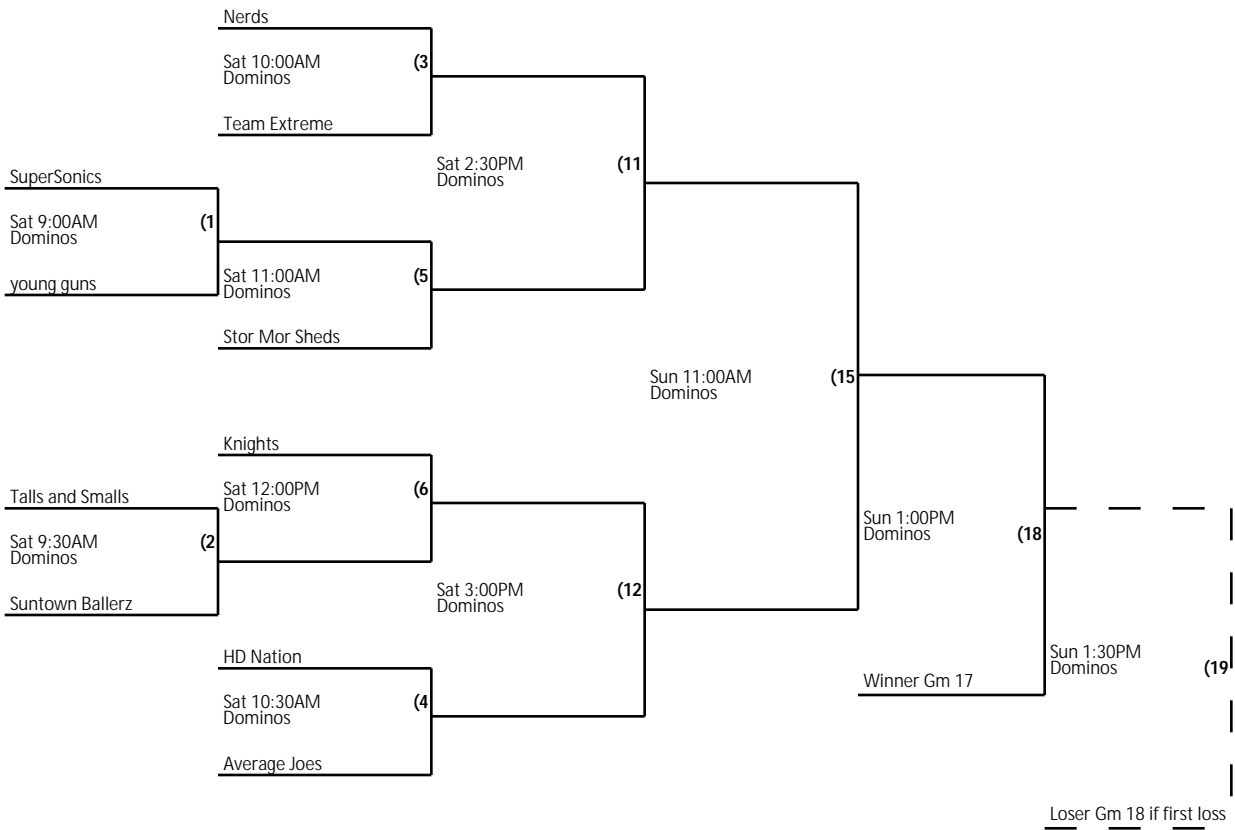 Nerds
Sat 10:00AM
Dominos
(3
Team Extreme
Sat 2:30PM
Dominos
(11
SuperSonics
Sat 9:00AM
Dominos
(1
young guns
Sat 11:00AM
Dominos
(5
Stor Mor Sheds
Sun 11:00AM
Dominos
(15
Knights
Sat 12:00PM
Dominos
(6
Talls and Smalls
Sat 9:30AM
Dominos
(2
Suntown Ballerz
Sat 3:00PM
Dominos
(12
Sun 1:00PM
Dominos
(18
HD Nation
Sat 10:30AM
Dominos
(4
Average Joes
Winner Gm 17
Sun 1:30PM
Dominos
(19
Loser Gm 18 if first loss